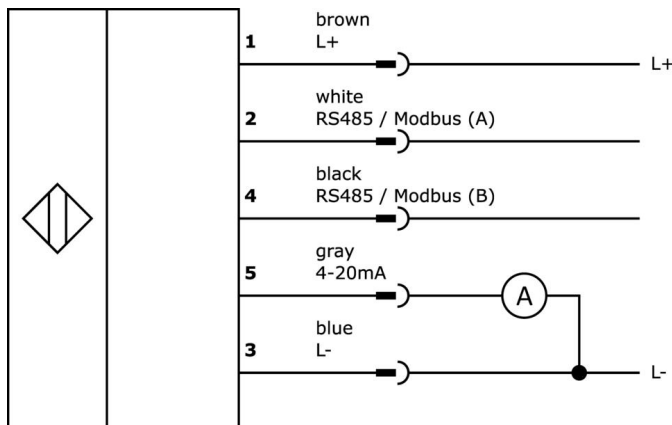 brown
1 L+
L+
white
2 RS485 / Modbus (A)
black
4 RS485 / Modbus (B)
gray
5 4-20mA
A
blue
3 L-
L-